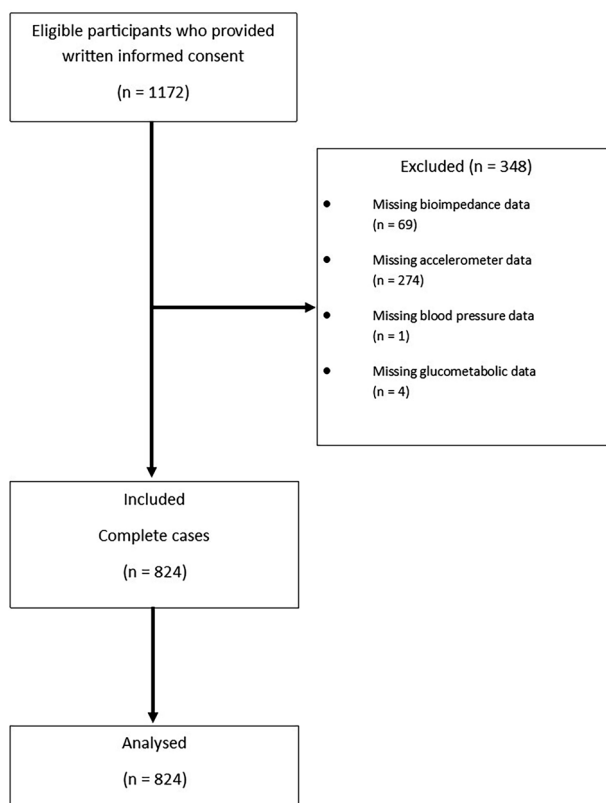 Eligible participants who provided
written informed consent
(n = 1172)
Excluded (n = 348)
• Missing bioimpedance data
(n = 69)
• Missing accelerometer data
(n = 274)
• Missing blood pressure data
(n = 1)
• Missing glucometabolic data
(n = 4)
Included
Complete cases
(n = 824)
Analysed
(n = 824)